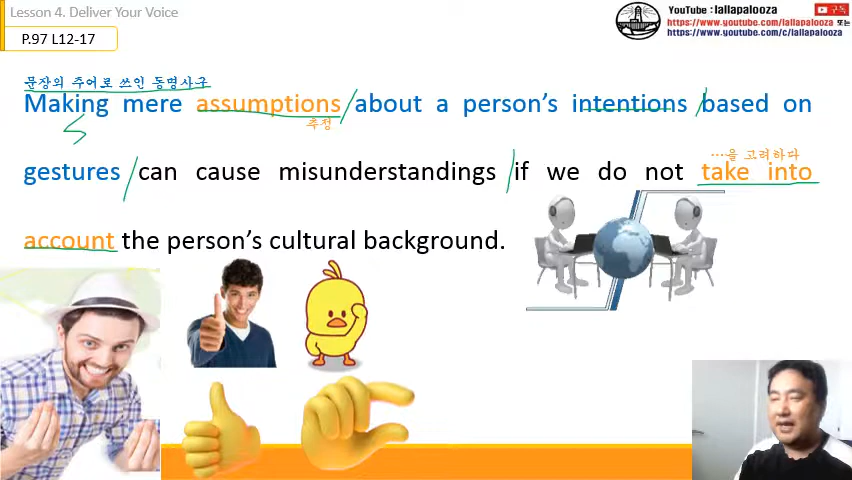 Lesson 4. Deliver Your Voice
P.97 L12-17
YouTube : lallapalooza 구독
https://www.youtube.com/lallapalooza 또는
https://www.youtube.com/c/lallapalooza
문장의 주어로 쓰인 동명사구
Making mere assumptions / about a person's intentions / based on
S
추정
…을 고려하다
gestures / can cause misunderstandings / if we do not take into
account the person's cultural background.